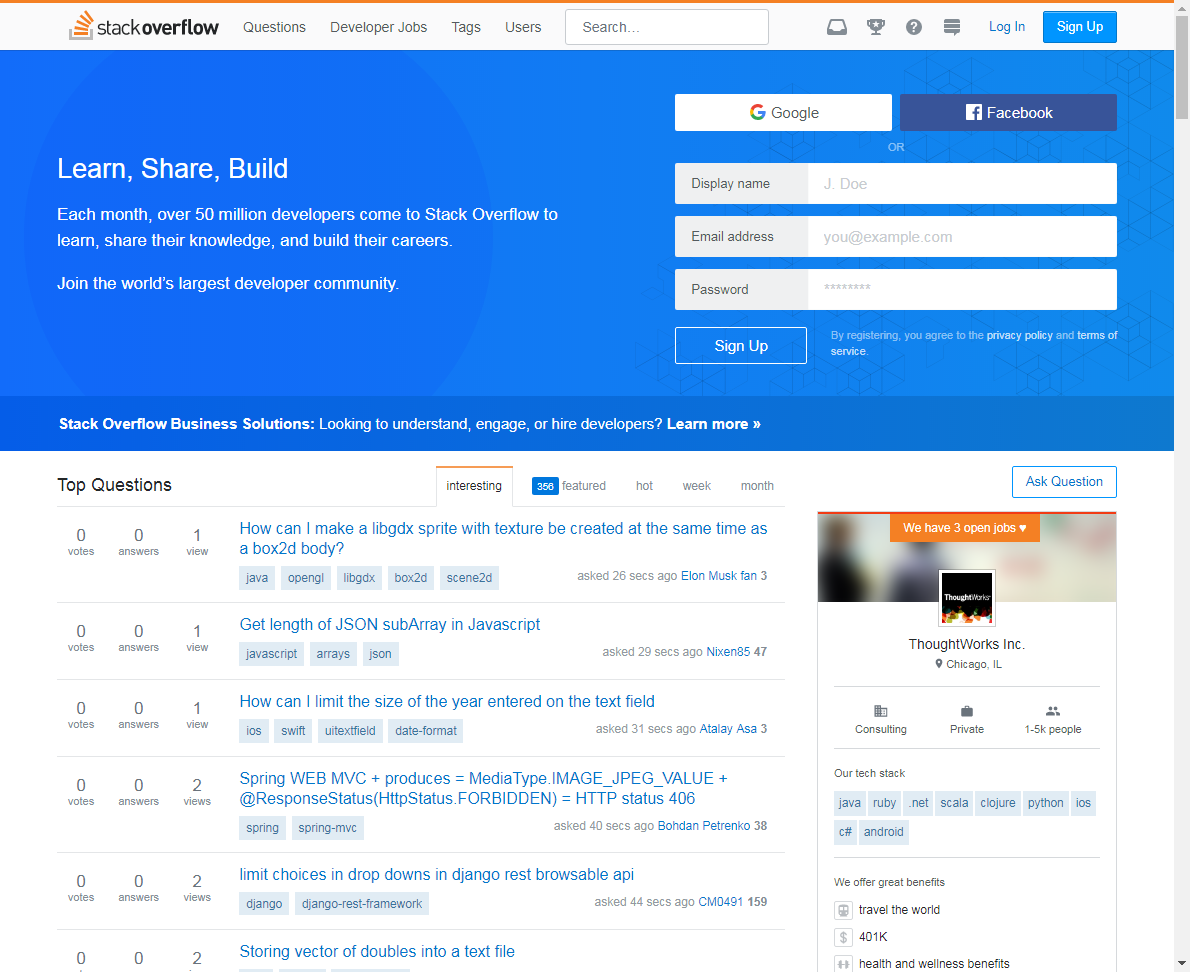 stackoverflow Questions Developer Jobs Tags Users Search... Log In Sign Up
Google Facebook
OR
Learn, Share, Build
Each month, over 50 million developers come to Stack Overflow to
learn, share their knowledge, and build their careers.
Join the world's largest developer community.
Display name J. Doe
Email address you@example.com
Password ********
Sign Up
By registering, you agree to the privacy policy and terms of
service.
Stack Overflow Business Solutions: Looking to understand, engage, or hire developers? Learn more »
Top Questions interesting 356 featured hot week month
0 votes 0 answers 1 view
How can I make a libgdx sprite with texture be created at the same time as
a box2d body?
java opengl libgdx box2d scene2d
asked 26 secs ago Elon Musk fan 3
0 votes 0 answers 1 view
Get length of JSON subArray in Javascript
javascript arrays json
asked 29 secs ago Nixen85 47
0 votes 0 answers 1 view
How can I limit the size of the year entered on the text field
ios swift uitextfield date-format
asked 31 secs ago Atalay Asa 3
0 votes 0 answers 2 views
Spring WEB MVC + produces = MediaType.IMAGE_JPEG_VALUE +
@ResponseStatus(HttpStatus.FORBIDDEN) = HTTP status 406
spring spring-mvc
asked 40 secs ago Bohdan Petrenko 38
0 votes 0 answers 2 views
limit choices in drop downs in django rest browsable api
django django-rest-framework
asked 44 secs ago CM0491 159
0 0 2
Storing vector of doubles into a text file
Ask Question
We have 3 open jobs ♥
ThoughtWorks
ThoughtWorks Inc.
Chicago, IL
Consulting Private 1-5k people
Our tech stack
java ruby .net scala clojure python ios
c# android
We offer great benefits
travel the world
$ 401K
health and wellness benefits